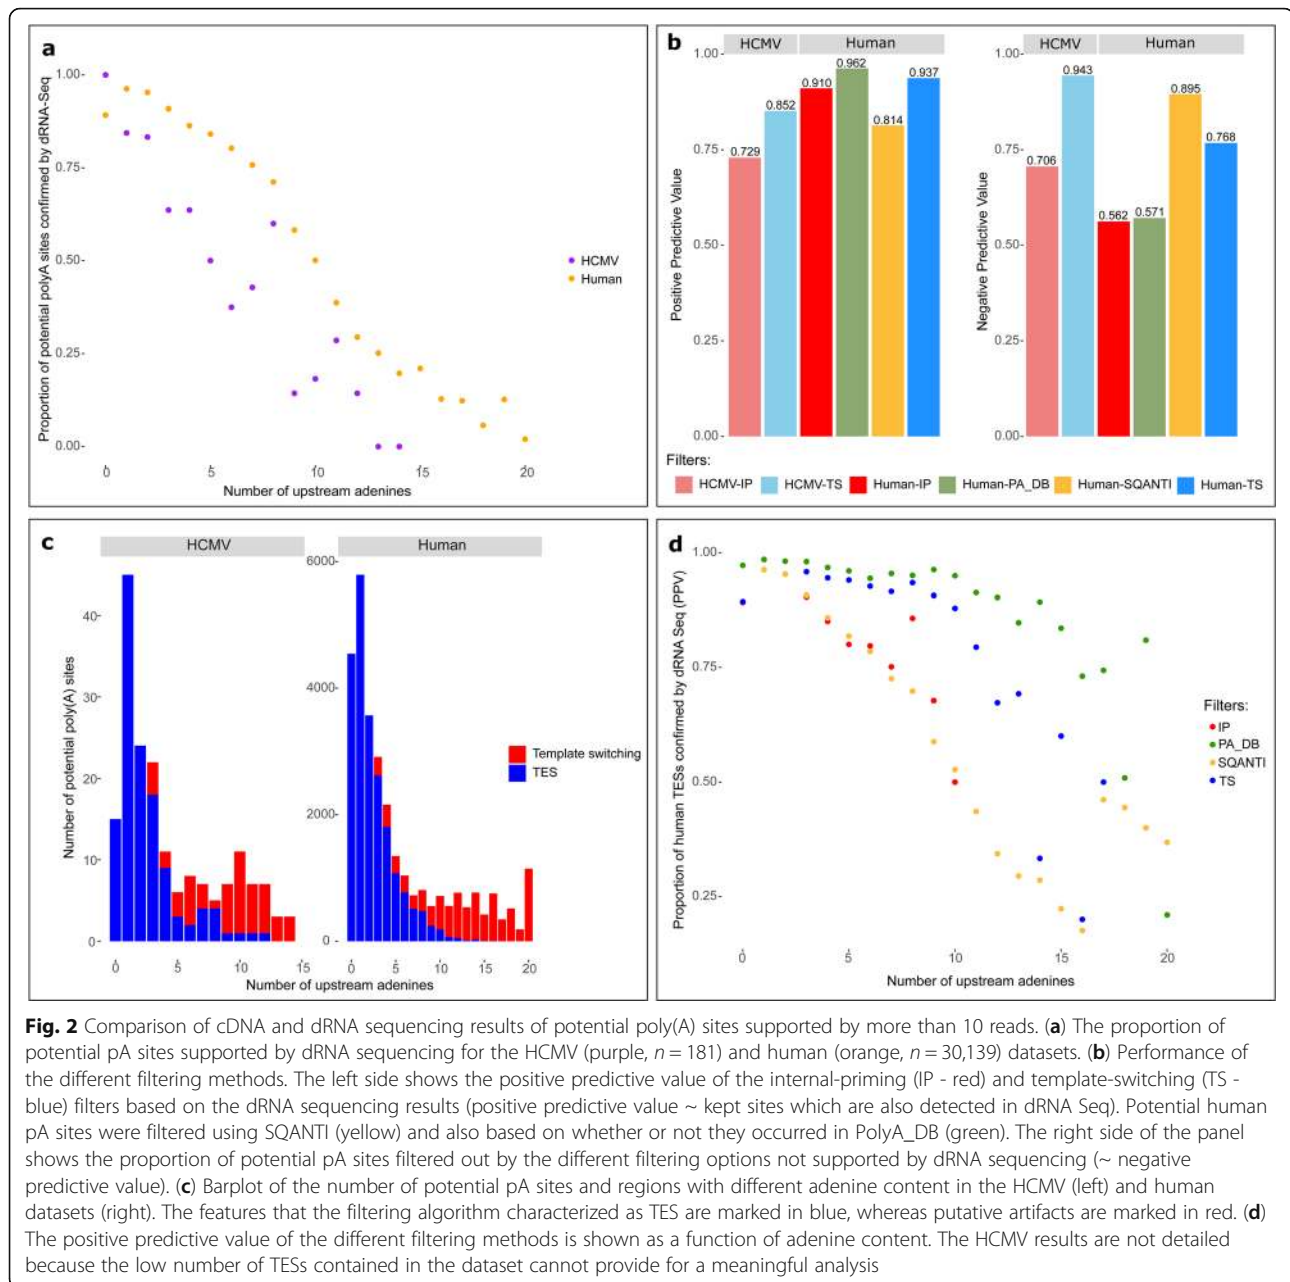 a
Proportion of potential polyA sites confirmed by dRNA-Seq
1.00-
0.75-
0.50-
0.25-
0.00-
0
5
10
15
20
Number of upstream adenines
HCMV
Human
b
HCMV
Human
Positive Predictive Value
1.00-
0.75-
0.50-
0.25-
0.00-
0.729
0.852
0.910
0.962
0.814
0.937
HCMV
Human
Negative Predictive Value
1.00-
0.75-
0.50-
0.25-
0.00-
0.706
0.943
0.562
0.571
0.895
0.768
Filters:
HCMV-IP
HCMV-TS
Human-IP
Human-PA_DB
Human-SQANTI
Human-TS
c
HCMV
Human
Number of potential poly(A) sites
40-
30-
20-
10-
0-
0
5
10
15
6000-
4000-
2000-
0-
0
5
10
15
20
Number of upstream adenines
Number of upstream adenines
Template switching
TES
d
Proportion of human TESs confirmed by dRNA Seq (PPV)
1.00-
0.75-
0.50-
0.25-
0
5
10
15
20
Number of upstream adenines
Filters:
IP
PA_DB
SQANTI
TS
Fig. 2 Comparison of cDNA and dRNA sequencing results of potential poly(A) sites supported by more than 10 reads. (a) The proportion of
potential pA sites supported by dRNA sequencing for the HCMV (purple, n = 181) and human (orange, n = 30,139) datasets. (b) Performance of
the different filtering methods. The left side shows the positive predictive value of the internal-priming (IP - red) and template-switching (TS -
blue) filters based on the dRNA sequencing results (positive predictive value ~ kept sites which are also detected in dRNA Seq). Potential human
pA sites were filtered using SQANTI (yellow) and also based on whether or not they occurred in PolyA_DB (green). The right side of the panel
shows the proportion of potential pA sites filtered out by the different filtering options not supported by dRNA sequencing (~ negative
predictive value). (c) Barplot of the number of potential pA sites and regions with different adenine content in the HCMV (left) and human
datasets (right). The features that the filtering algorithm characterized as TES are marked in blue, whereas putative artifacts are marked in red. (d)
The positive predictive value of the different filtering methods is shown as a function of adenine content. The HCMV results are not detailed
because the low number of TESs contained in the dataset cannot provide for a meaningful analysis